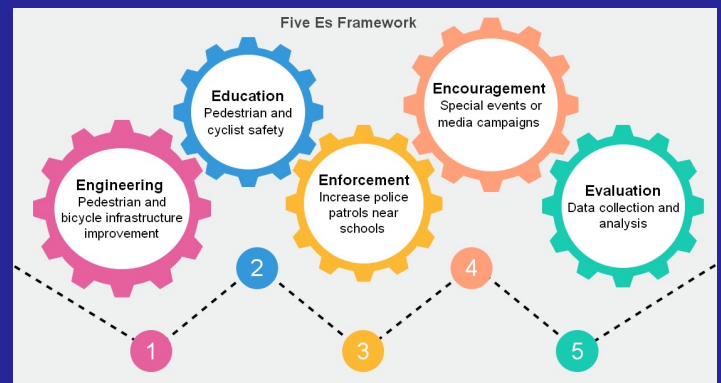 Five Es Framework
Engineering
Pedestrian and
bicycle infrastructure
improvement
Education
Pedestrian and
cyclist safety
Enforcement
Increase police
patrols near
schools
Encouragement
Special events or
media campaigns
Evaluation
Data collection and
analysis
1
2
3
4
5